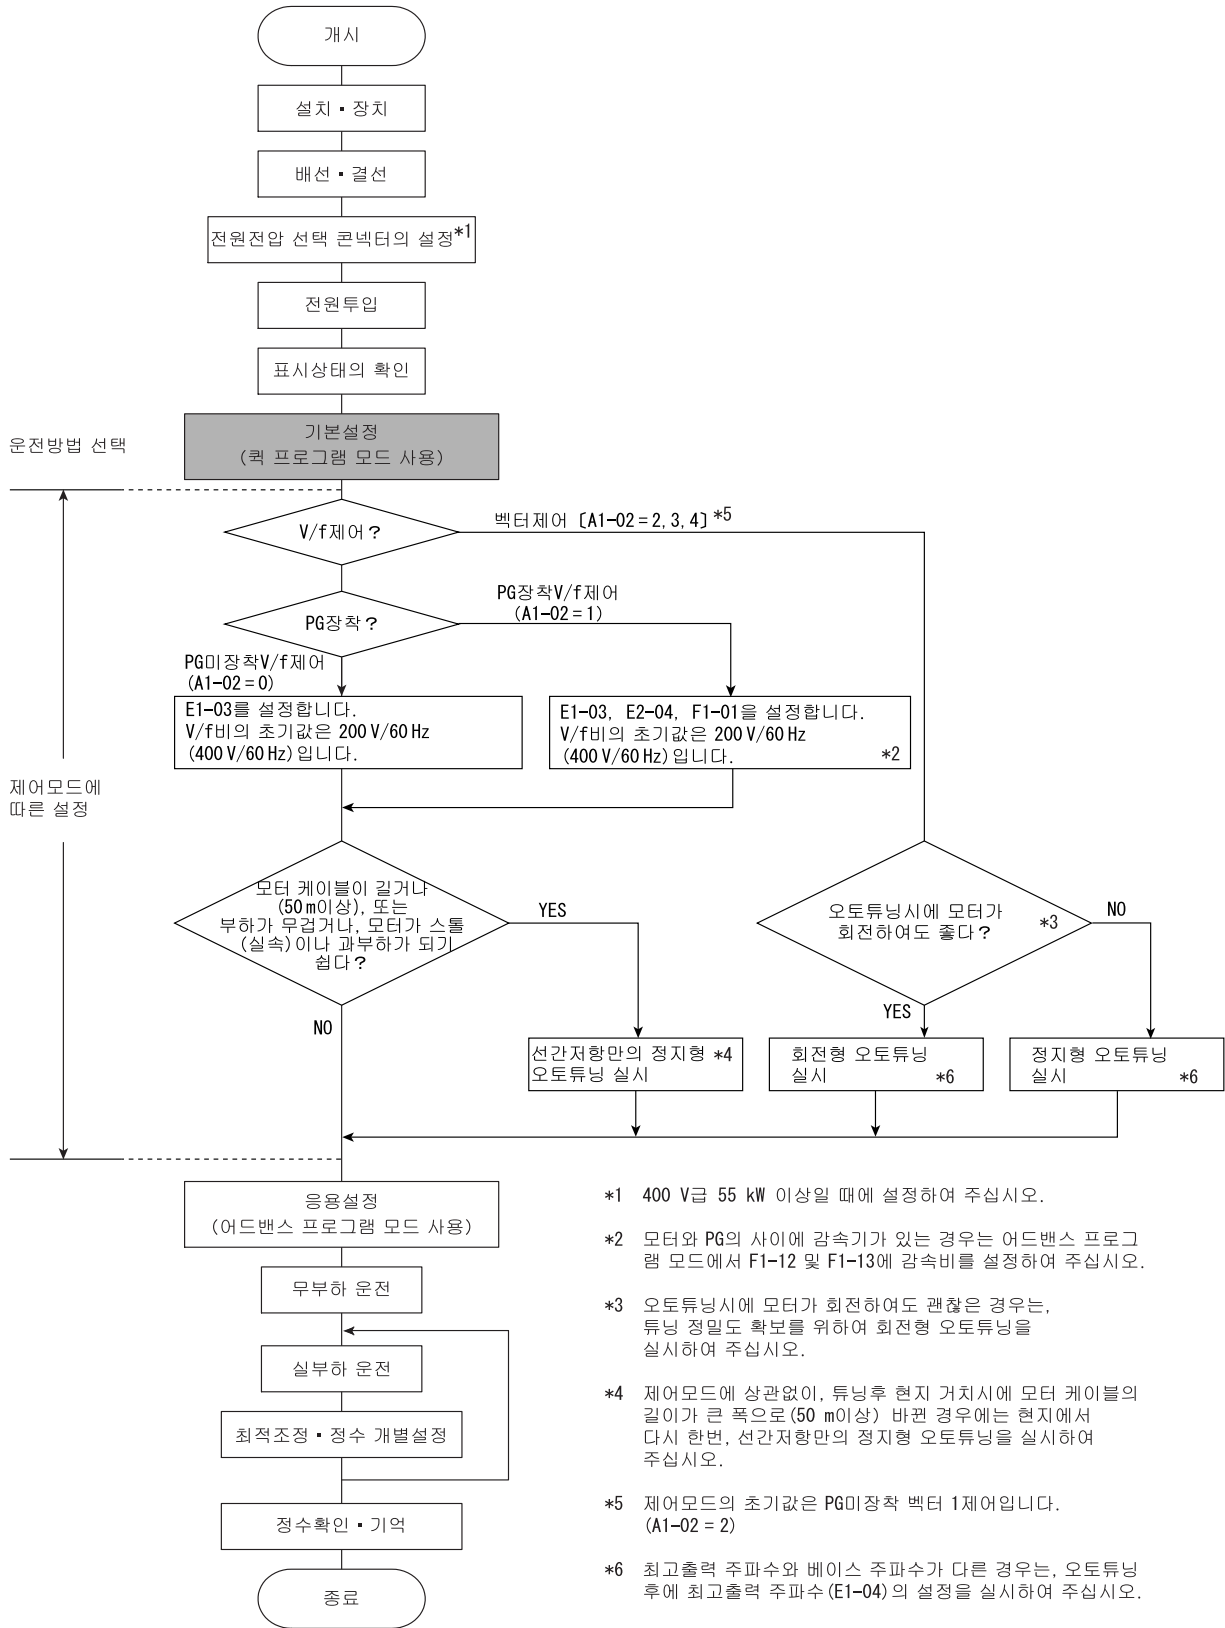 개시
설치 ▪ 장치
배선 ▪ 결선
전원전압 선택 콘넥터의 설정*1
전원투입
표시상태의 확인
기본설정
(퀵 프로그램 모드 사용)
운전방법 선택
V/f제어?
벡터제어 〔A1-02=2, 3, 4〕*5
PG장착?
PG장착V/f제어
(A1-02=1)
PG미장착V/f제어
(A1-02=0)
E1-03를 설정합니다.
V/f비의 초기값은 200 V/60 Hz
(400 V/60 Hz)입니다.
E1-03, E2-04, F1-01을 설정합니다.
V/f비의 초기값은 200 V/60 Hz
(400 V/60 Hz)입니다. *2
제어모드에
따른 설정
모터 케이블이 길거나
(50 m이상), 또는
부하가 무겁거나, 모터가 스톨
(실속)이나 과부하가 되기
쉽다?
YES
NO
오토튜닝시에 모터가
회전하여도 좋다? *3
NO
YES
선간저항만의 정지형 *4
오토튜닝 실시
회전형 오토튜닝
실시 *6
정지형 오토튜닝
실시 *6
응용설정
(어드밴스 프로그램 모드 사용)
무부하 운전
실부하 운전
최적조정 ▪ 정수 개별설정
정수확인 ▪ 기억
종료
*1 400 V급 55 kW 이상일 때에 설정하여 주십시오.
*2 모터와 PG의 사이에 감속기가 있는 경우는 어드밴스 프로그
램 모드에서 F1-12 및 F1-13에 감속비를 설정하여 주십시오.
*3 오토튜닝시에 모터가 회전하여도 괜찮은 경우는,
튜닝 정밀도 확보를 위하여 회전형 오토튜닝을
실시하여 주십시오.
*4 제어모드에 상관없이, 튜닝후 현지 거치시에 모터 케이블의
길이가 큰 폭으로(50 m이상) 바뀐 경우에는 현지에서
다시 한번, 선간저항만의 정지형 오토튜닝을 실시하여
주십시오.
*5 제어모드의 초기값은 PG미장착 벡터 1제어입니다.
(A1-02 = 2)
*6 최고출력 주파수와 베이스 주파수가 다른 경우는, 오토튜닝
후에 최고출력 주파수(E1-04)의 설정을 실시하여 주십시오.